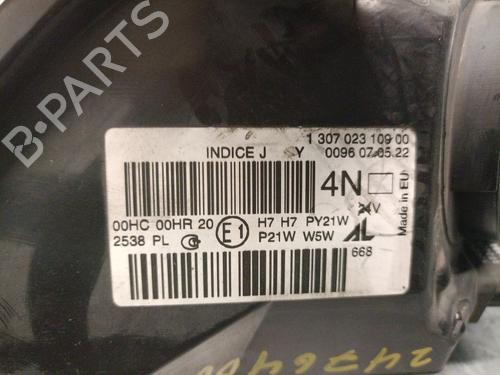 1 307 023 109 00
INDICE J Y 0096 07.05.22
4N
Made in EU
00HC 00HR 20 E1 H7 H7 PY21W
2538 PL P21W W5W AL
668
B-PARTS